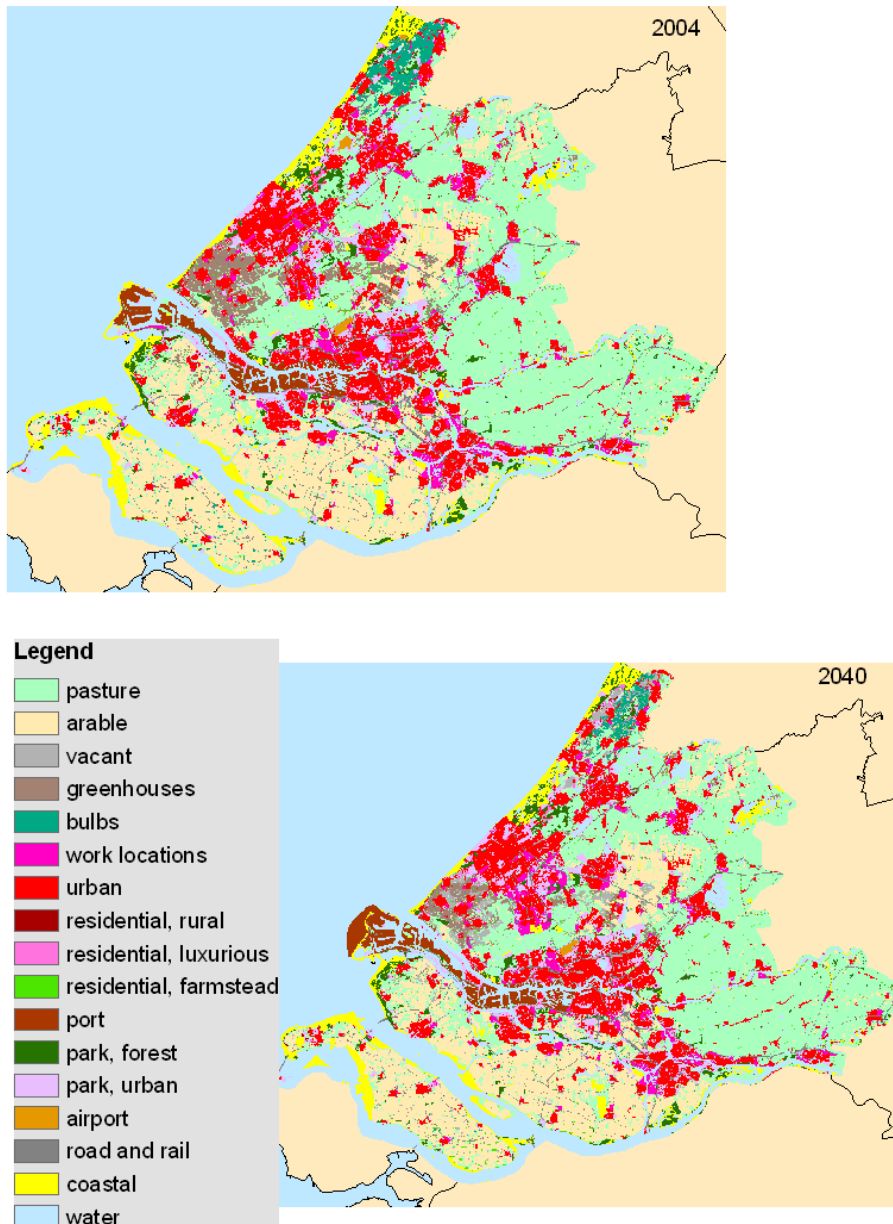 2004
Legend
pasture
arable
vacant
greenhouses
bulbs
work locations
urban
residential, rural
residential, luxurious
residential, farmstead
port
park, forest
park, urban
airport
road and rail
coastal
water
2040